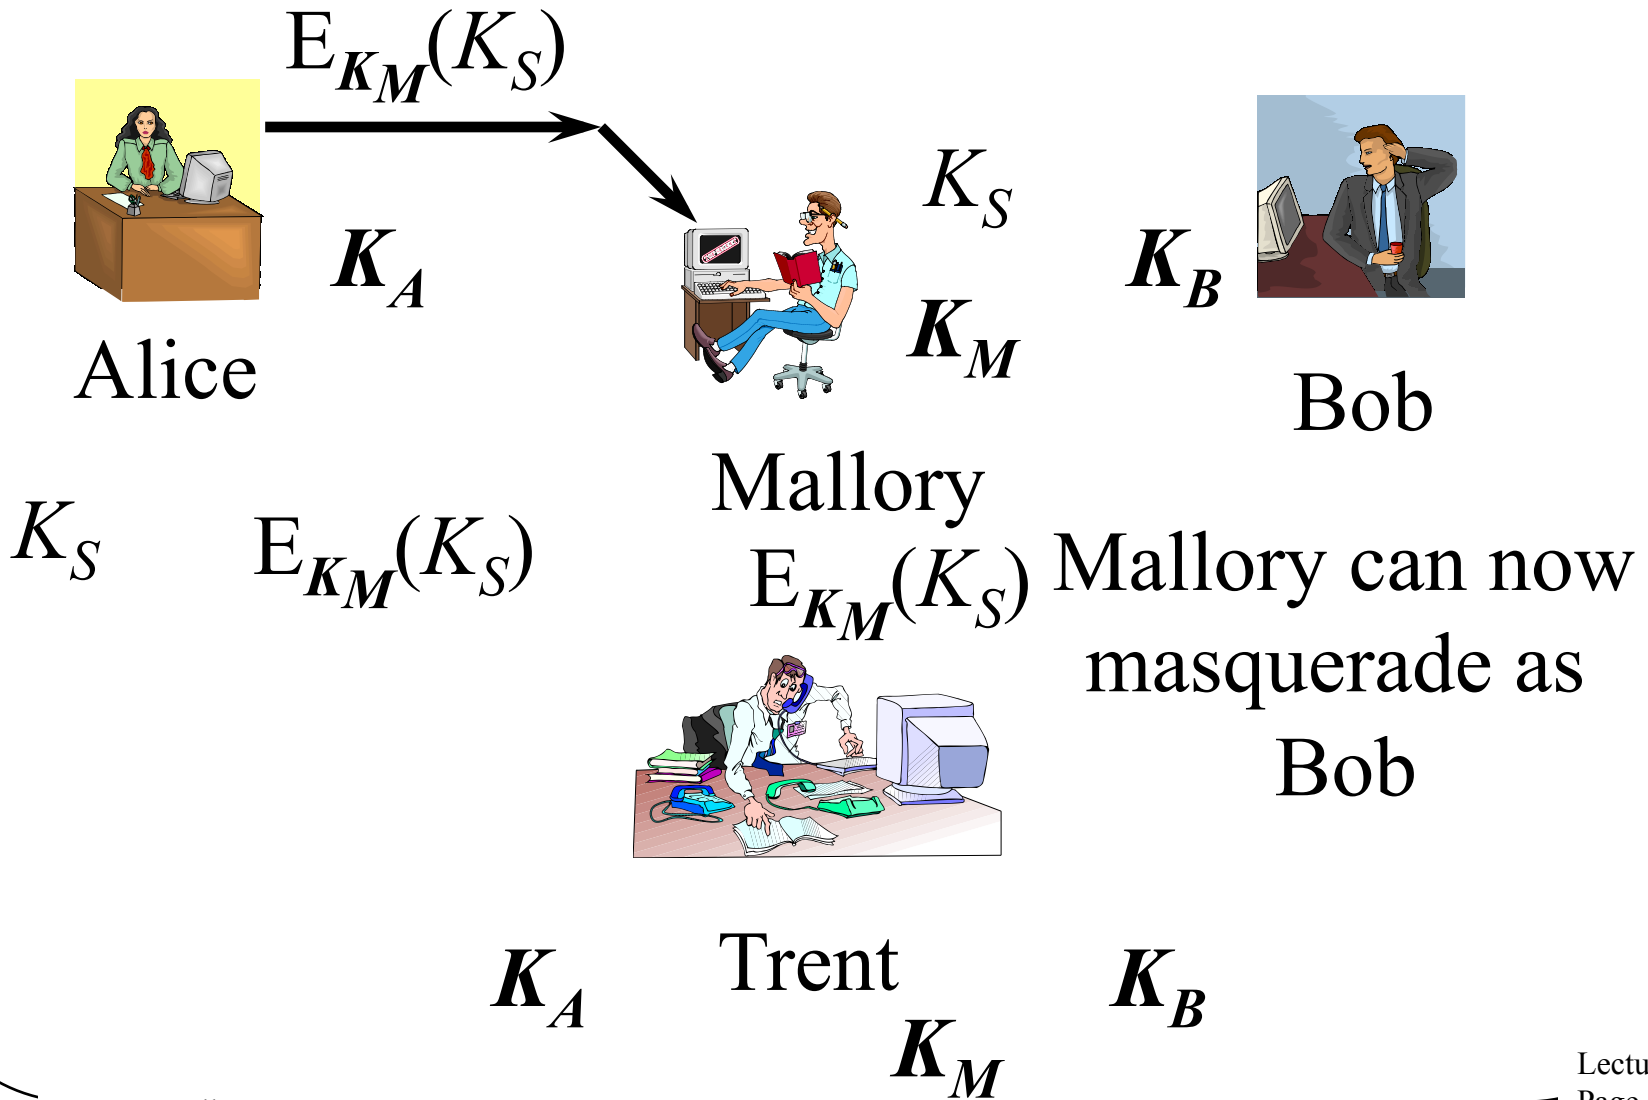 E_{K_M}(K_S)
K_S
K_A
K_B
K_M
Alice
Bob
Mallory
K_S
E_{K_M}(K_S)
E_{K_M}(K_S)
Mallory can now
masquerade as
Bob
Trent
K_A
K_B
K_M
Lectu